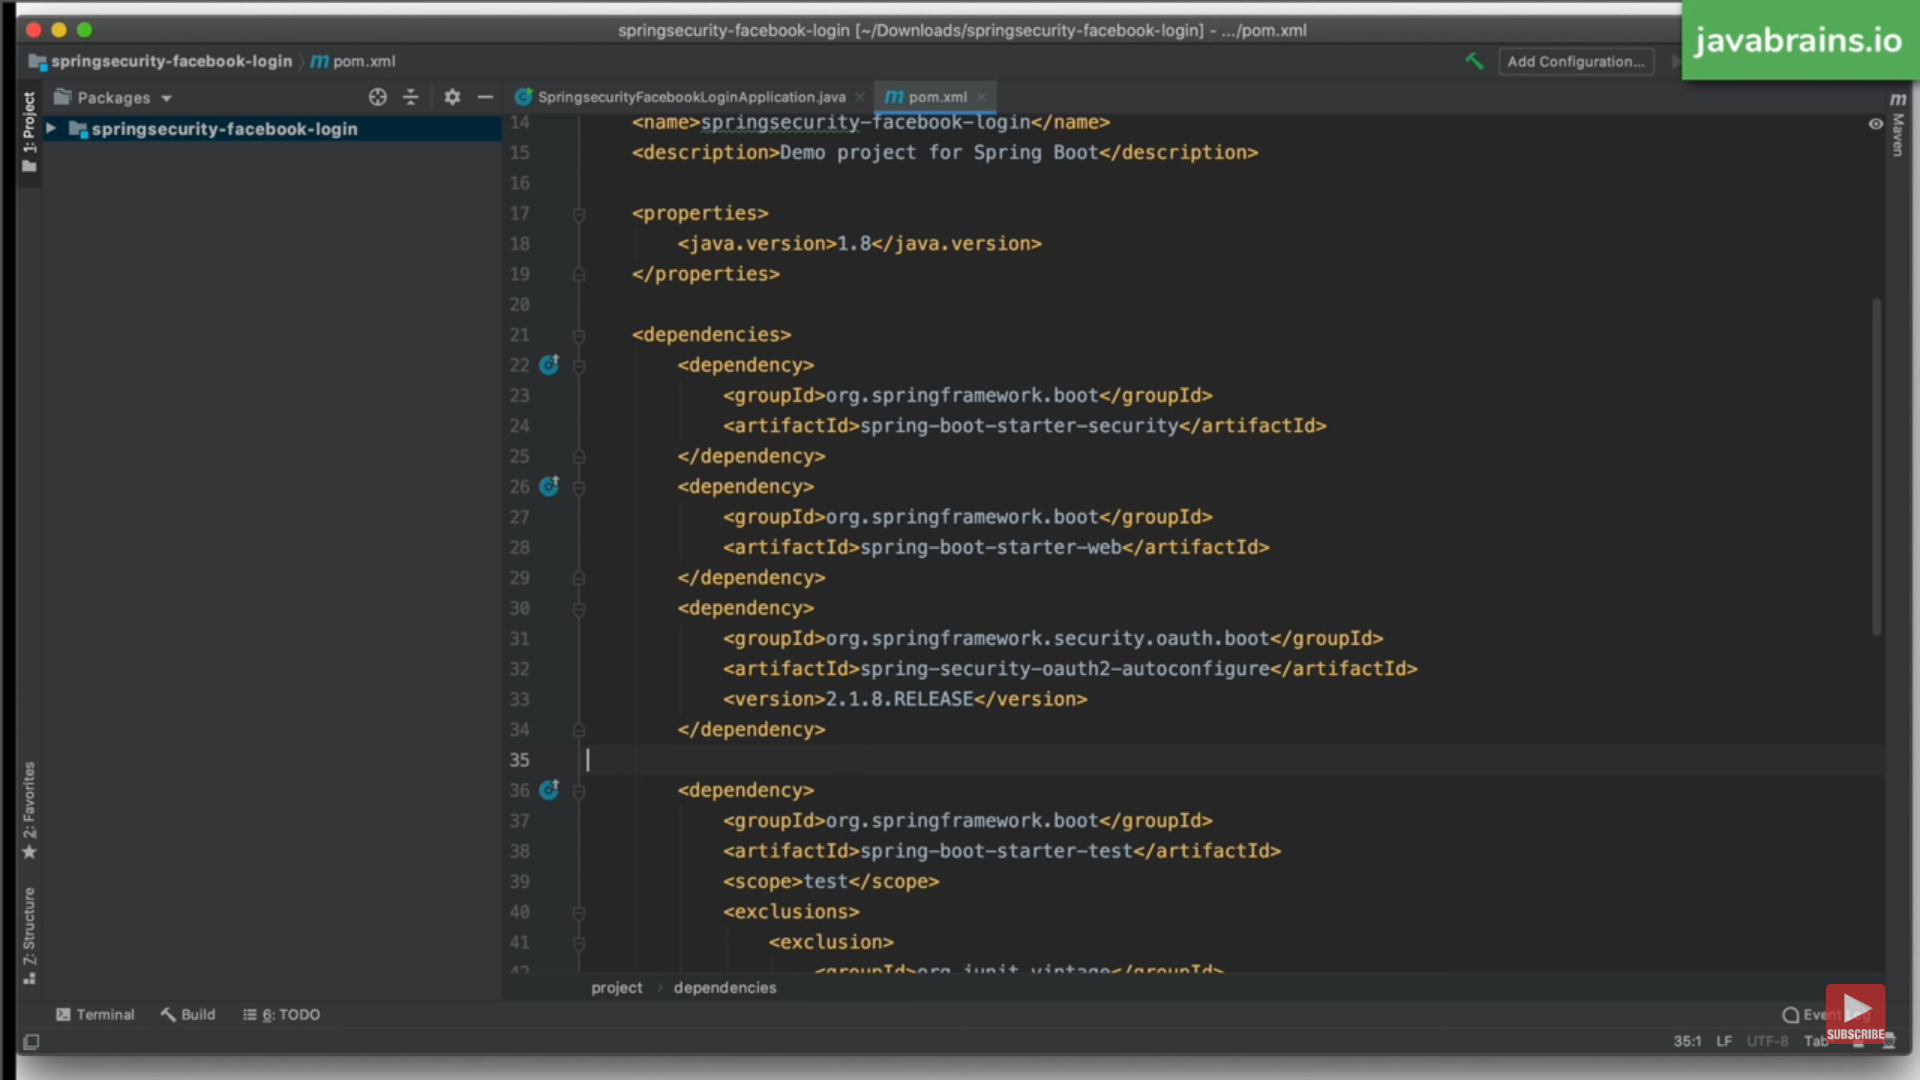 springsecurity-facebook-login [~/Downloads/springsecurity-facebook-login] - .../pom.xml
javabrains.io
springsecurity-facebook-login
pom.xml
Add Configuration...
1: Project
Packages
SpringsecurityFacebookLoginApplication.java
pom.xml
Maven
springsecurity-facebook-login
14 <name>springsecurity-facebook-login</name>
15 <description>Demo project for Spring Boot</description>
16
17 <properties>
18 <java.version>1.8</java.version>
19 </properties>
20
21 <dependencies>
22 <dependency>
23 <groupId>org.springframework.boot</groupId>
24 <artifactId>spring-boot-starter-security</artifactId>
25 </dependency>
26 <dependency>
27 <groupId>org.springframework.boot</groupId>
28 <artifactId>spring-boot-starter-web</artifactId>
29 </dependency>
30 <dependency>
31 <groupId>org.springframework.security.oauth.boot</groupId>
32 <artifactId>spring-security-oauth2-autoconfigure</artifactId>
33 <version>2.1.8.RELEASE</version>
34 </dependency>
35
36 <dependency>
37 <groupId>org.springframework.boot</groupId>
38 <artifactId>spring-boot-starter-test</artifactId>
39 <scope>test</scope>
40 <exclusions>
41 <exclusion>
42 <groupId>org.junit.vintage</groupId>
2: Favorites
Z: Structure
project › dependencies
Terminal
Build
6: TODO
Event
SUBSCRIBE
35:1 LF UTF-8 Tab